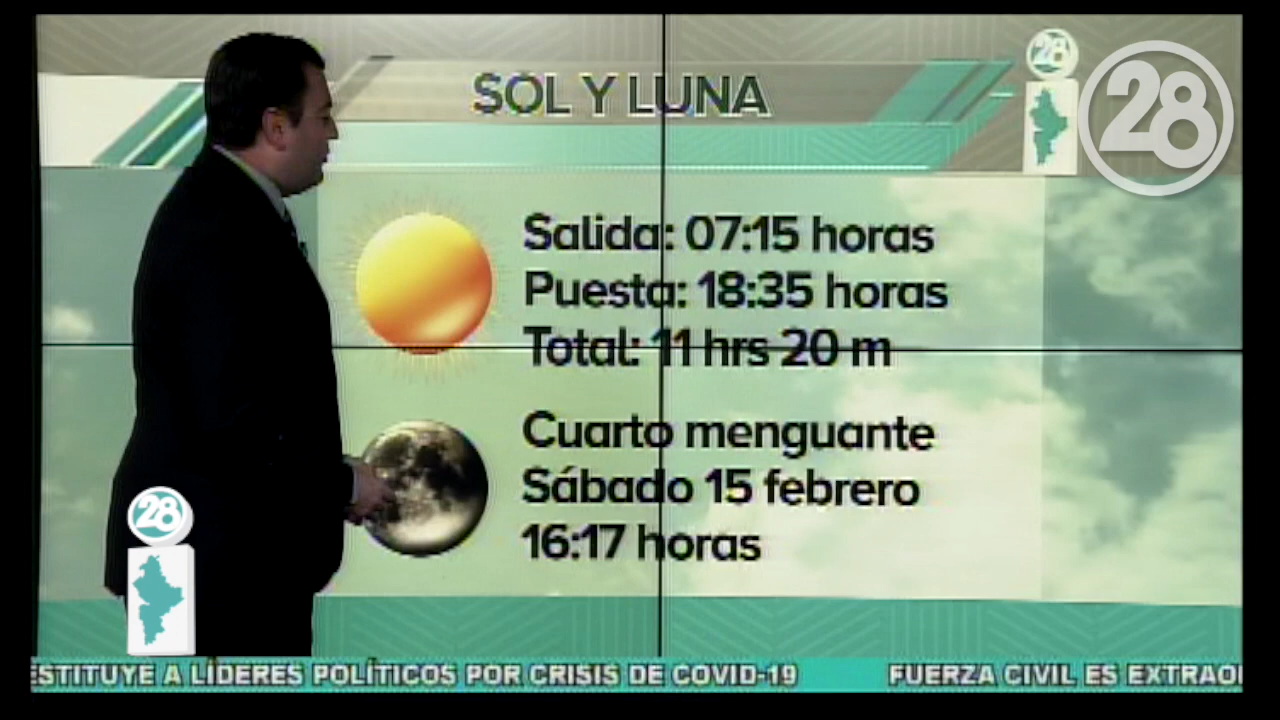 SOL Y LUNA
28
28
Salida: 07:15 horas
Puesta: 18:35 horas
Total: 11 hrs 20 m
Cuarto menguante
Sábado 15 febrero
16:17 horas
28
ESTITUYE A LÍDERES POLÍTICOS POR CRISIS DE COVID-19 FUERZA CIVIL ES EXTRAO